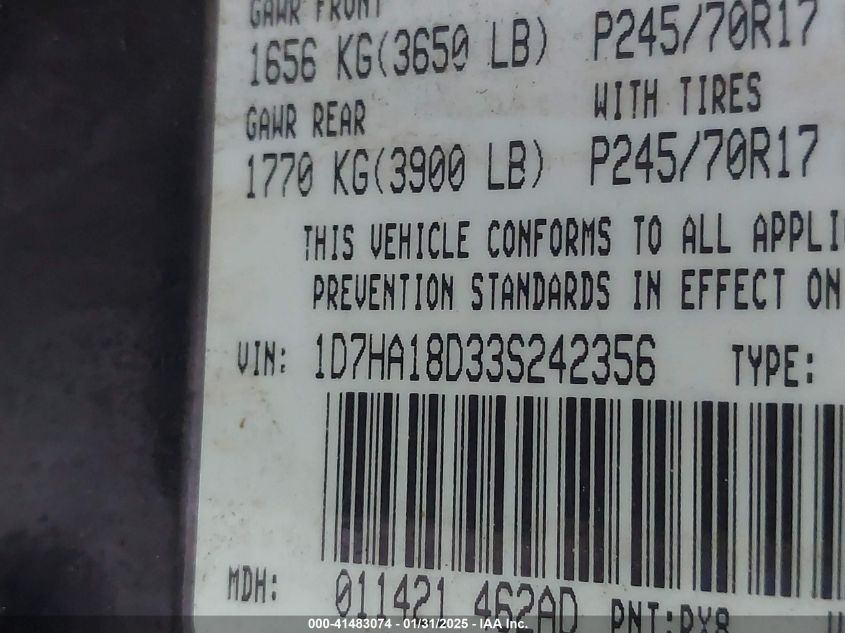 GAWR FRONT
1656 KG(3650 LB) P245/70R17
GAWR REAR WITH TIRES
1770 KG(3900 LB) P245/70R17
THIS VEHICLE CONFORMS TO ALL
PREVENTION STANDARDS IN EFFECT ON
VIN: 1D7HA18D33S242356 TYPE:
MDH: 011421 462AD PNT:PX8
000-41483074 - 01/31/2025 - IAA Inc.